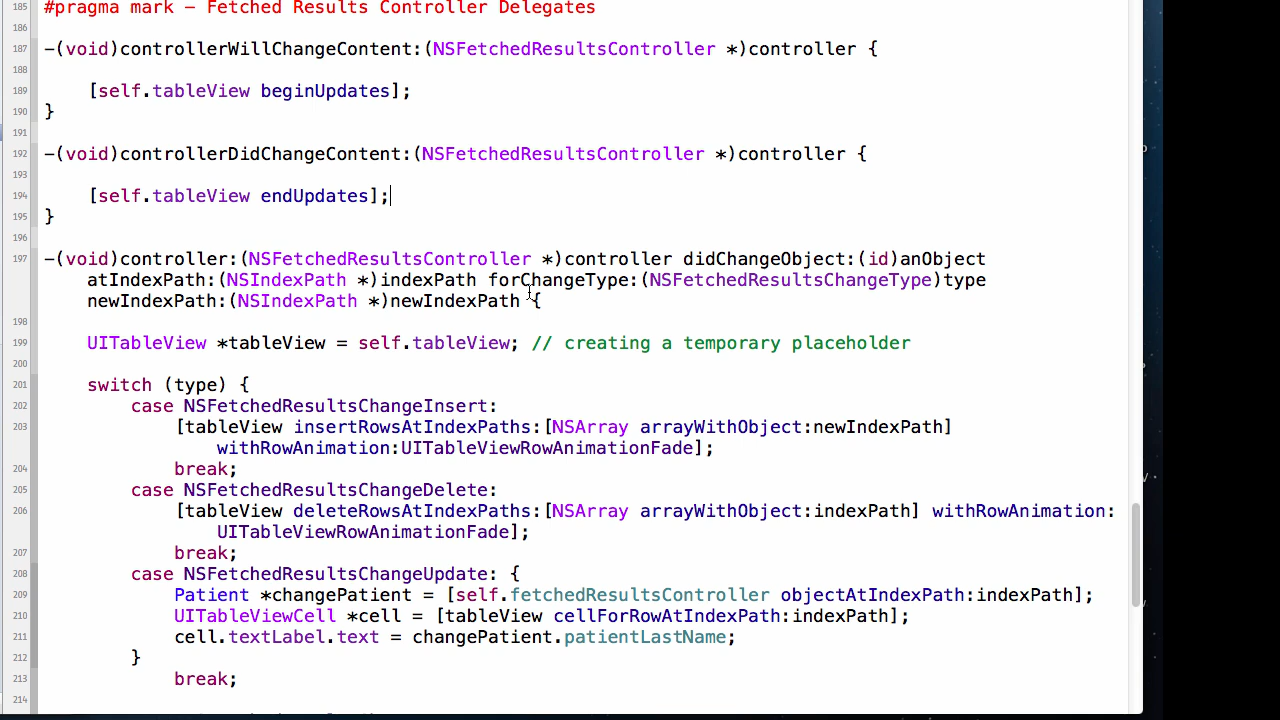 185 #pragma mark - Fetched Results Controller Delegates
186
187 -(void)controllerWillChangeContent:(NSFetchedResultsController *)controller {
188
189 [self.tableView beginUpdates];
190 }
191
192 -(void)controllerDidChangeContent:(NSFetchedResultsController *)controller {
193
194 [self.tableView endUpdates];
195 }
196
197 -(void)controller:(NSFetchedResultsController *)controller didChangeObject:(id)anObject
atIndexPath:(NSIndexPath *)indexPath forChangeType:(NSFetchedResultsChangeType)type
newIndexPath:(NSIndexPath *)newIndexPath {
198
199 UITableView *tableView = self.tableView; // creating a temporary placeholder
200
201 switch (type) {
202 case NSFetchedResultsChangeInsert:
203 [tableView insertRowsAtIndexPaths:[NSArray arrayWithObject:newIndexPath]
withRowAnimation:UITableViewRowAnimationFade];
204 break;
205 case NSFetchedResultsChangeDelete:
206 [tableView deleteRowsAtIndexPaths:[NSArray arrayWithObject:indexPath] withRowAnimation:
UITableViewRowAnimationFade];
207 break;
208 case NSFetchedResultsChangeUpdate: {
209 Patient *changePatient = [self.fetchedResultsController objectAtIndexPath:indexPath];
210 UITableViewCell *cell = [tableView cellForRowAtIndexPath:indexPath];
211 cell.textLabel.text = changePatient.patientLastName;
212 }
213 break;
214